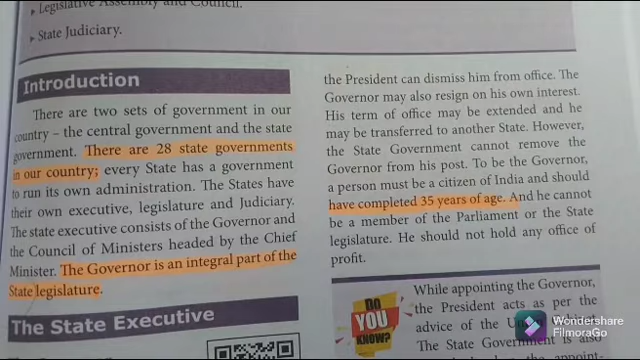 Legislative Assembly and Council.
▸ State Judiciary.
Introduction
There are two sets of government in our
country – the central government and the state
government. There are 28 state governments
in our country; every State has a government
to run its own administration. The States have
their own executive, legislature and Judiciary.
The state executive consists of the Governor and
the Council of Ministers headed by the Chief
Minister. The Governor is an integral part of the
State legislature.
The State Executive
the President can dismiss him from office. The
Governor may also resign on his own interest.
His term of office may be extended and he
may be transferred to another State. However,
the State Government cannot remove the
Governor from his post. To be the Governor,
a person must be a citizen of India and should
have completed 35 years of age. And he cannot
be a member of the Parliament or the State
legislature. He should not hold any office of
profit.
DO
YOU
KNOW?
While appointing the Governor,
the President acts as per the
advice of the
The State Government is also
Wondershare
FilmoraGo